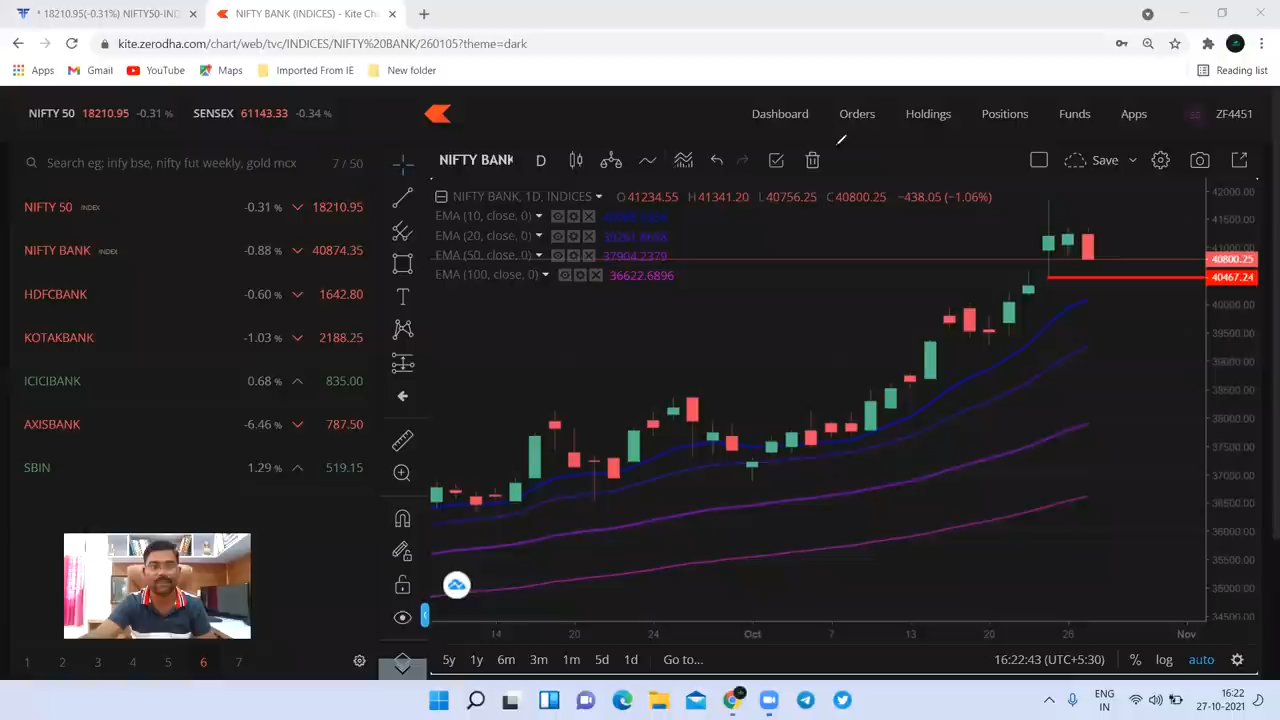 * 18210.95(-0.31%) NIFTY50-IND
NIFTY BANK (INDICES) - Kite Cha
kite.zerodha.com/chart/web/tvc/INDICES/NIFTY%20BANK/260105?theme=dark
Apps Gmail YouTube Maps Imported From IE New folder Reading list
NIFTY 50 18210.95 -0.31 % SENSEX 61143.33 -0.34 %
Dashboard Orders Holdings Positions Funds Apps ZF4451
Search eg: infy bse, nifty fut weekly, gold mcx 7 / 50
NIFTY 50 INDEX -0.31 % 18210.95
NIFTY BANK INDEX -0.88 % 40874.35
HDFCBANK -0.60 % 1642.80
KOTAKBANK -1.03 % 2188.25
ICICIBANK 0.68 % 835.00
AXISBANK -6.46 % 787.50
SBIN 1.29 % 519.15
1 2 3 4 5 6 7
NIFTY BANK D Save
NIFTY BANK, 1D, INDICES O41234.55 H41341.20 L40756.25 C40800.25 −438.05 (−1.06%)
EMA (10, close, 0)
EMA (20, close, 0)
EMA (50, close, 0) 37904.2379
EMA (100, close, 0) 36622.6896
42000.00
41500.00
41000.00
40800.25
40467.24
40000.00
39500.00
39000.00
38500.00
38000.00
37500.00
37000.00
36500.00
36000.00
35500.00
35000.00
34500.00
14 20 24 Oct 7 13 20 26 Nov
5y 1y 6m 3m 1m 5d 1d Go to... 16:22:43 (UTC+5:30) % log auto
ENG
IN
16:22
27-10-2021